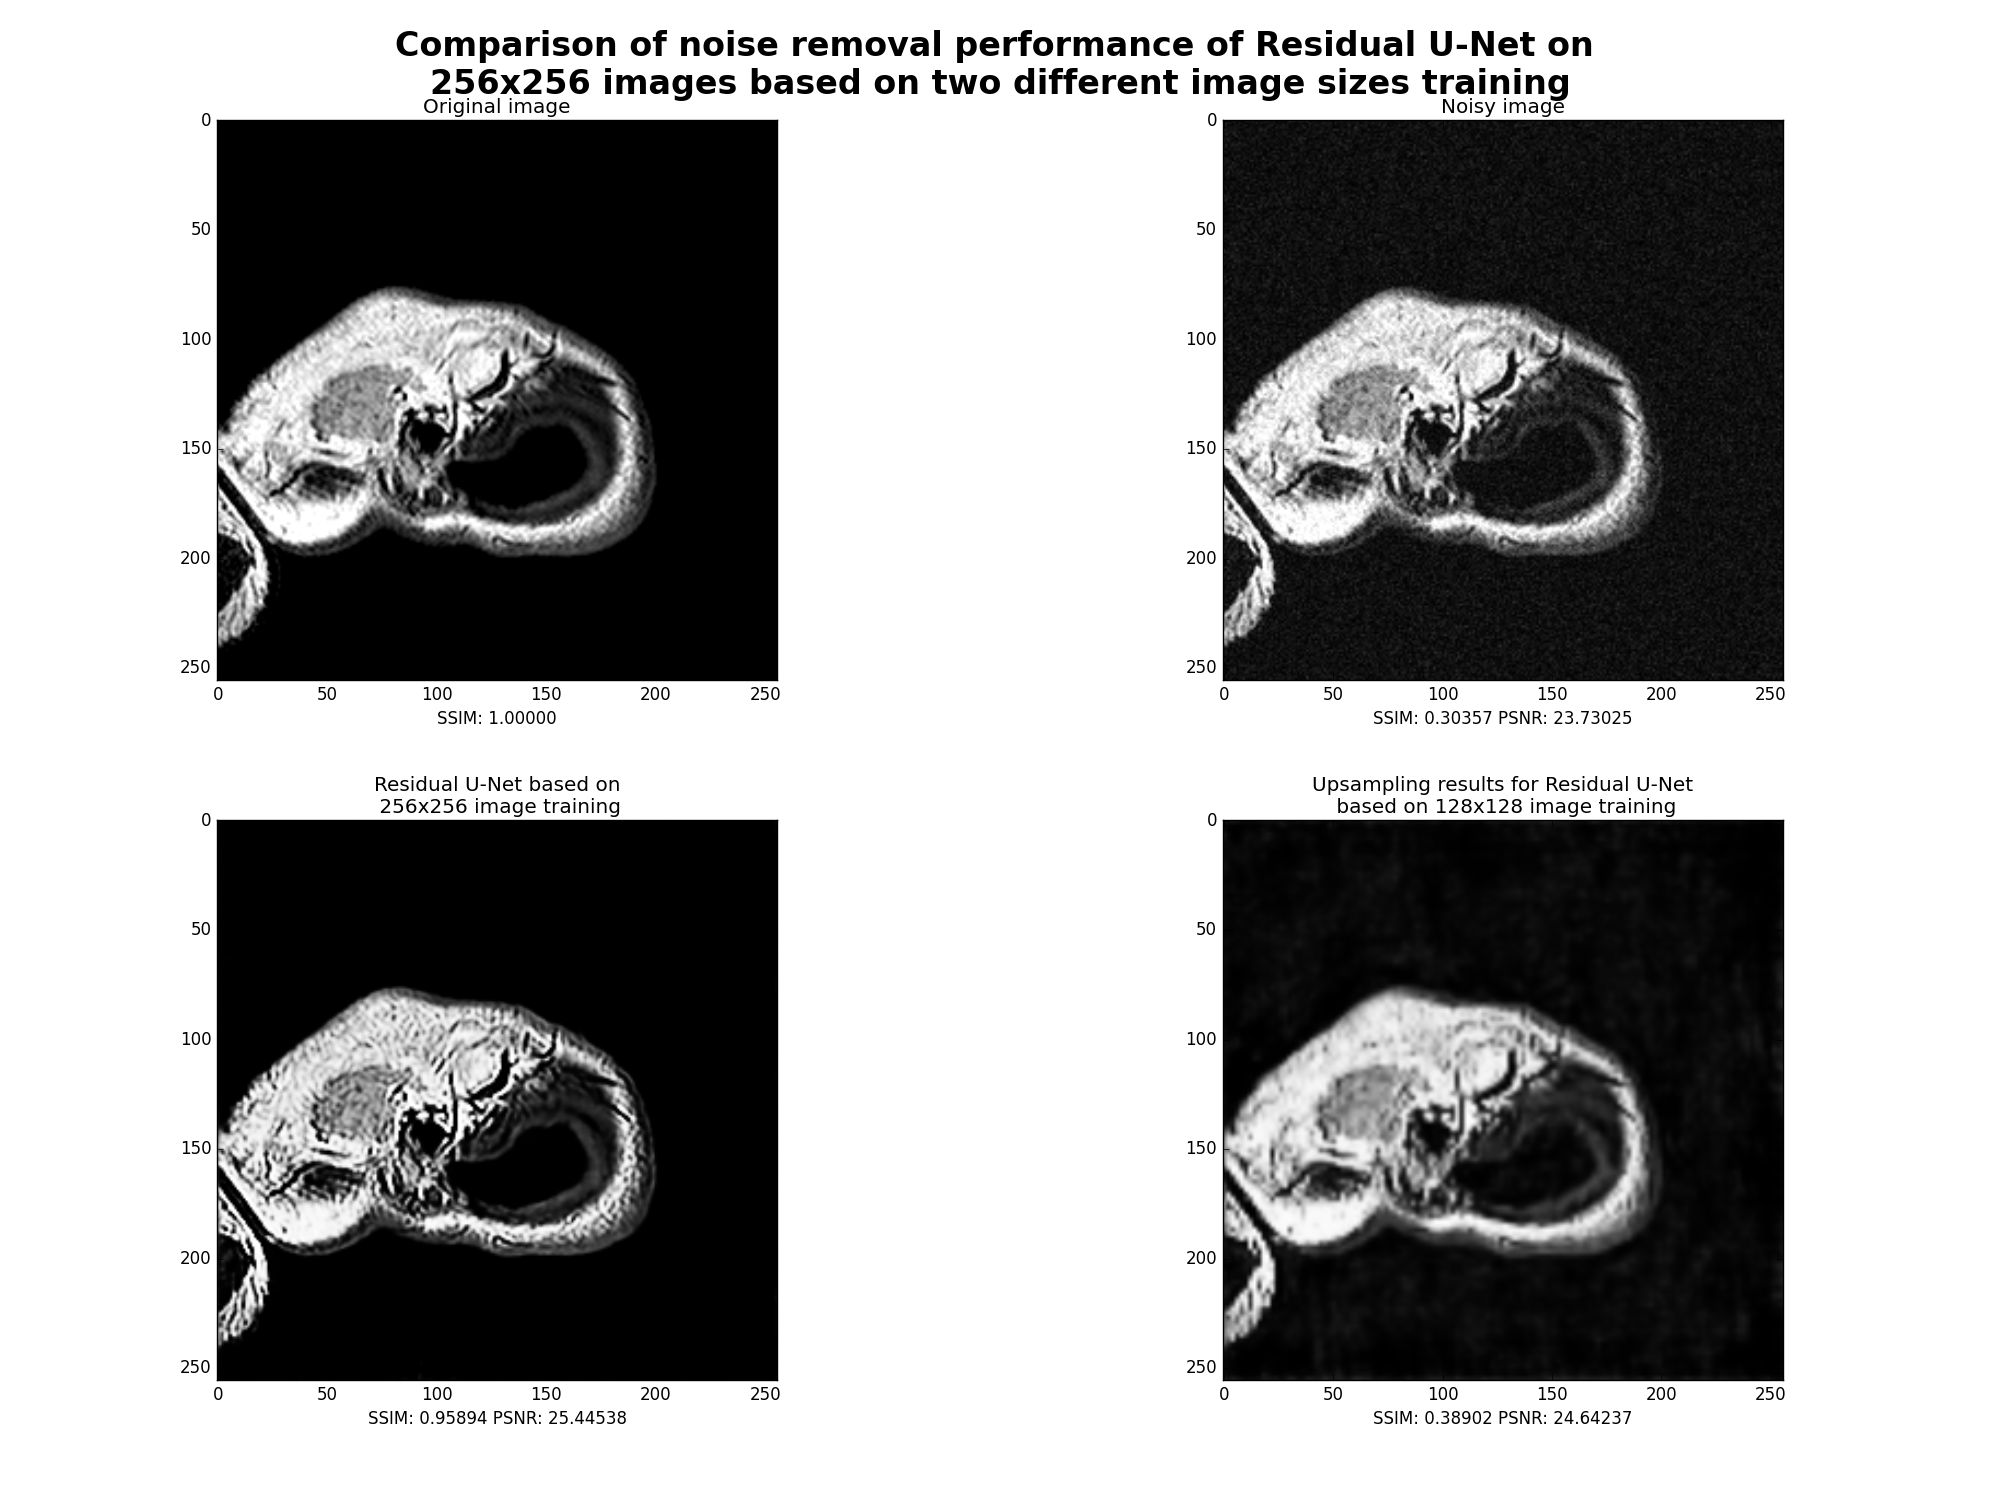 Comparison of noise removal performance of Residual U-Net on
256x256 images based on two different image sizes training
Original image
0
50
100
150
200
250
0 50 100 150 200 250
SSIM: 1.00000
Noisy image
0
50
100
150
200
250
0 50 100 150 200 250
SSIM: 0.30357 PSNR: 23.73025
Residual U-Net based on
256x256 image training
0
50
100
150
200
250
0 50 100 150 200 250
SSIM: 0.95894 PSNR: 25.44538
Upsampling results for Residual U-Net
based on 128x128 image training
0
50
100
150
200
250
0 50 100 150 200 250
SSIM: 0.38902 PSNR: 24.64237